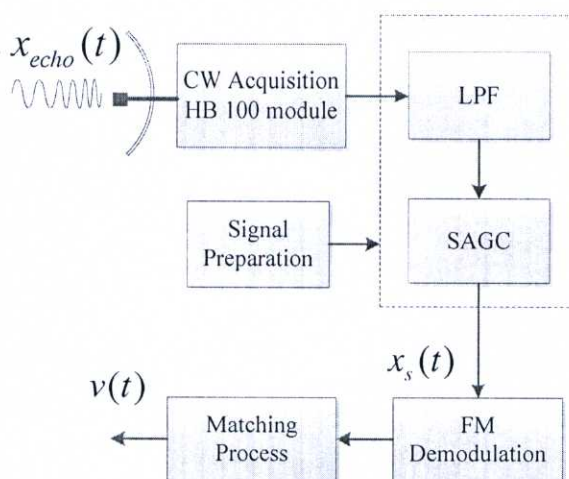 x_echo(t)
CW Acquisition
HB 100 module
LPF
Signal
Preparation
SAGC
x_s(t)
v(t)
Matching
Process
FM
Demodulation